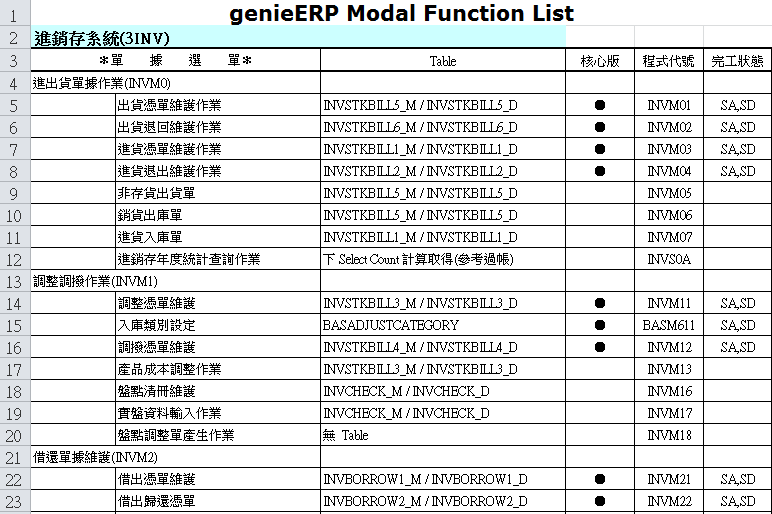 1 genieERP Modal Function List
2 進銷存系統(3INV)
3 *單 據 選 單* Table 核心版 程式代號 完工狀態
4 進出貨單據作業(INVM0)
5 出貨憑單維護作業 INVSTKBILL5_M / INVSTKBILL5_D ● INVM01 SA,SD
6 出貨退回維護作業 INVSTKBILL6_M / INVSTKBILL6_D ● INVM02 SA,SD
7 進貨憑單維護作業 INVSTKBILL1_M / INVSTKBILL1_D ● INVM03 SA,SD
8 進貨退出維護作業 INVSTKBILL2_M / INVSTKBILL2_D ● INVM04 SA,SD
9 非存貨出貨單 INVSTKBILL5_M / INVSTKBILL5_D INVM05
10 銷貨出庫單 INVSTKBILL5_M / INVSTKBILL5_D INVM06
11 進貨入庫單 INVSTKBILL1_M / INVSTKBILL1_D INVM07
12 進銷存年度統計查詢作業 下 Select Count 計算取得(參考過帳) INVS0A
13 調整調撥作業(INVM1)
14 調整憑單維護 INVSTKBILL3_M / INVSTKBILL3_D ● INVM11 SA,SD
15 入庫類別設定 BASADJUSTCATEGORY ● BASM611 SA,SD
16 調撥憑單維護 INVSTKBILL4_M / INVSTKBILL4_D ● INVM12 SA,SD
17 產品成本調整作業 INVSTKBILL3_M / INVSTKBILL3_D INVM13
18 盤點清冊維護 INVCHECK_M / INVCHECK_D INVM16
19 實盤資料輸入作業 INVCHECK_M / INVCHECK_D INVM17
20 盤點調整單產生作業 無 Table INVM18
21 借還單據維護(INVM2)
22 借出憑單維護 INVBORROW1_M / INVBORROW1_D ● INVM21 SA,SD
23 借出歸還憑單 INVBORROW2_M / INVBORROW2_D ● INVM22 SA,SD